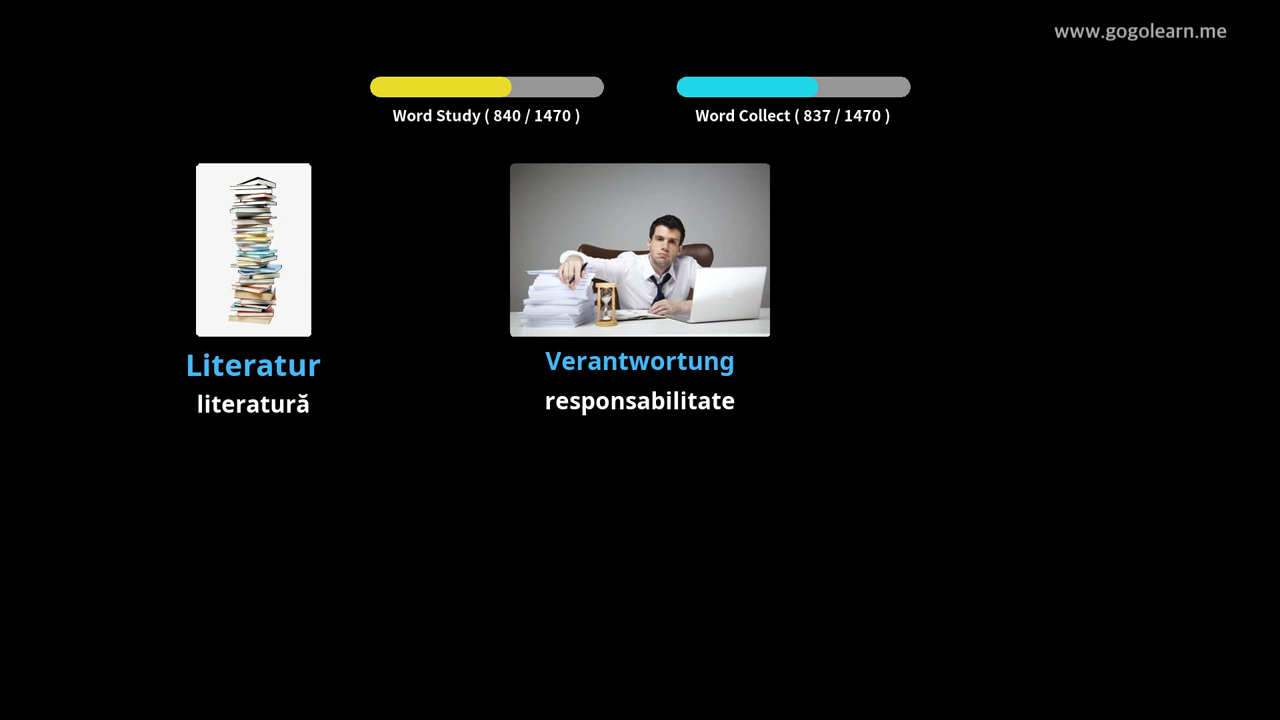 www.gogolearn.me
Word Study ( 840 / 1470 )
Word Collect ( 837 / 1470 )
Literatur
literatură
Verantwortung
responsabilitate